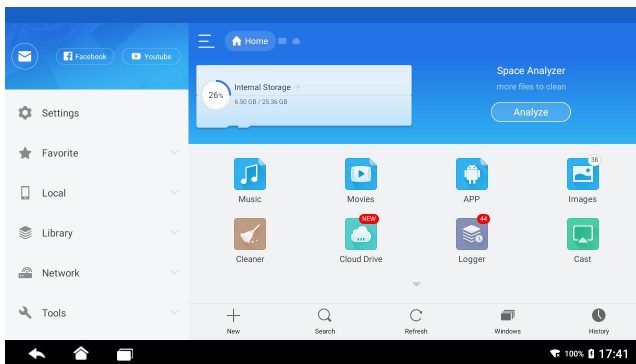 Facebook
Youtube
Settings
Favorite
Local
Library
Network
Tools
Home
26%
Internal Storage
6.50 GB / 25.36 GB
Space Analyzer
more files to clean
Analyze
Music
Movies
APP
38
Images
Cleaner
NEW
Cloud Drive
44
Logger
Cast
New
Search
Refresh
Windows
History
100%
17:41